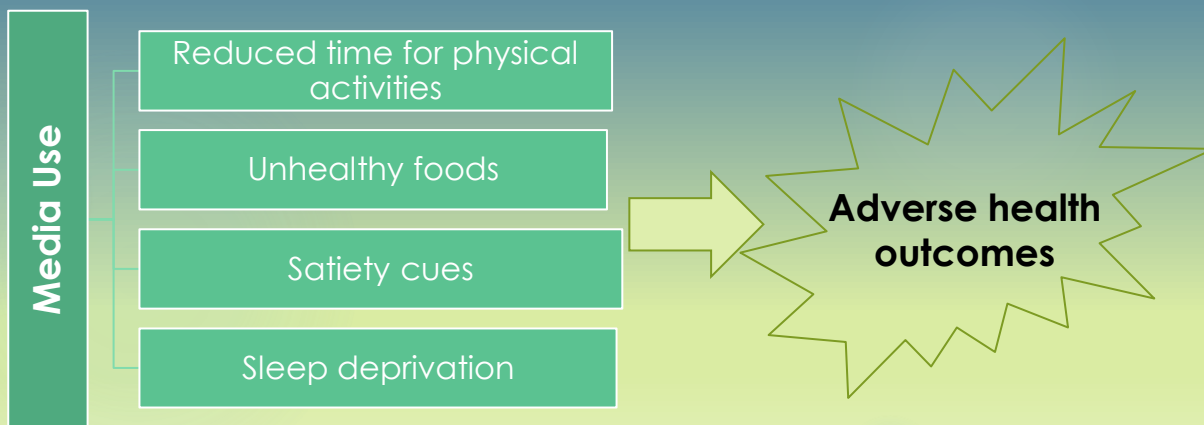 Media Use
Reduced time for physical
activities
Unhealthy foods
Satiety cues
Sleep deprivation
Adverse health
outcomes